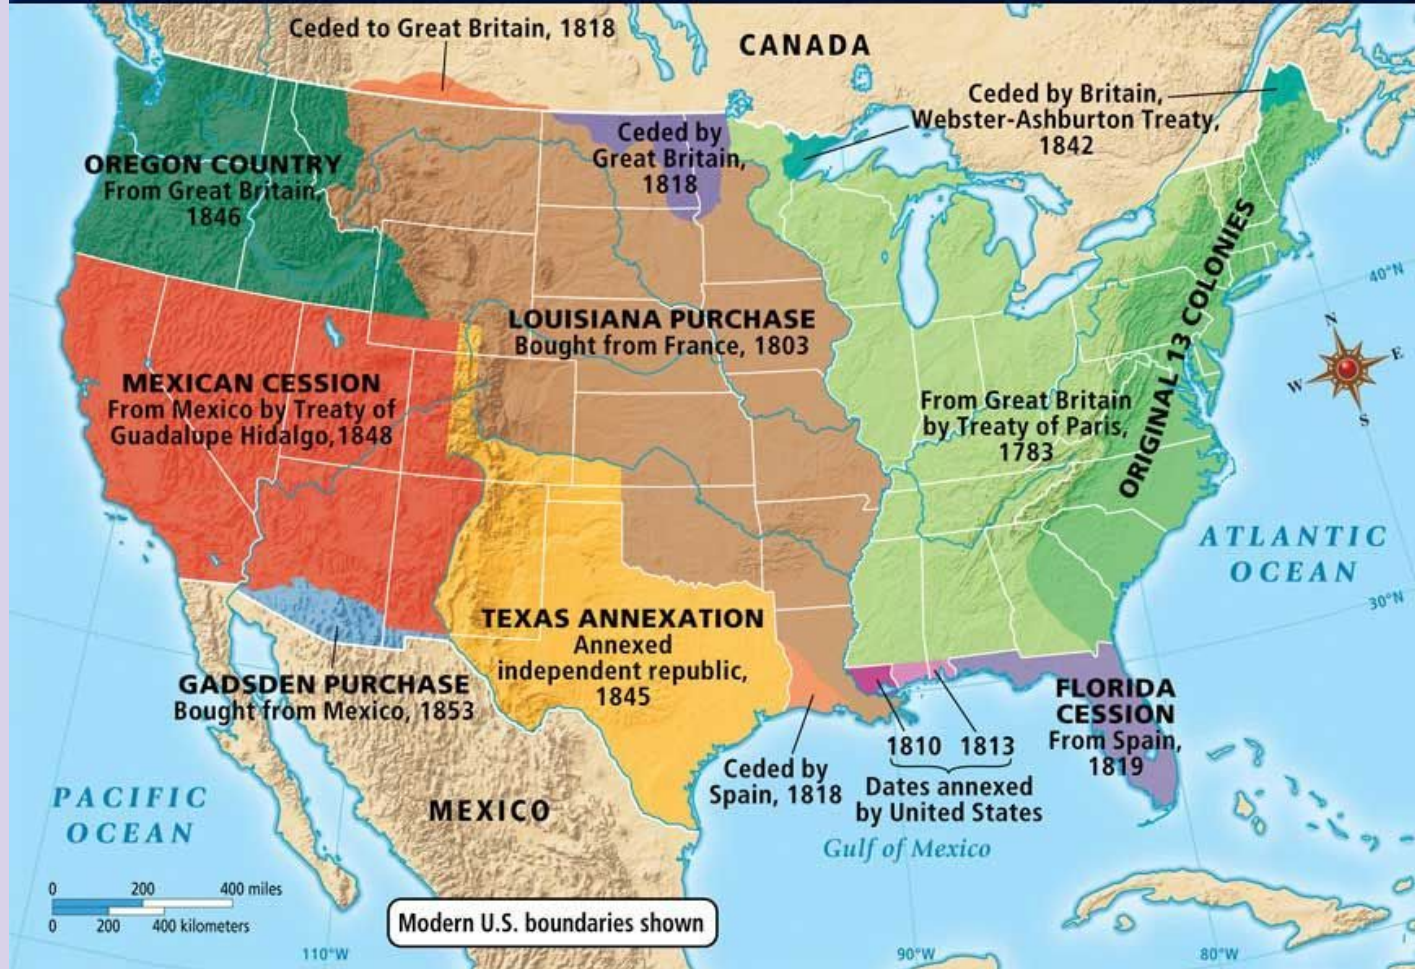 Ceded to Great Britain, 1818
CANADA
Ceded by Britain,
Webster-Ashburton Treaty,
1842
Ceded by
Great Britain,
1818
OREGON COUNTRY
From Great Britain,
1846
ORIGINAL 13 COLONIES
40°N
LOUISIANA PURCHASE
Bought from France, 1803
N
E
W
S
MEXICAN CESSION
From Mexico by Treaty of
Guadalupe Hidalgo, 1848
From Great Britain
by Treaty of Paris,
1783
ATLANTIC
OCEAN
30°N
TEXAS ANNEXATION
Annexed
independent republic,
1845
GADSDEN PURCHASE
Bought from Mexico, 1853
FLORIDA
CESSION
From Spain,
1819
1810 1813
Dates annexed
by United States
Ceded by
Spain, 1818
PACIFIC
OCEAN
MEXICO
Gulf of Mexico
0 200 400 miles
0 200 400 kilometers
Modern U.S. boundaries shown
110°W
90°W
80°W